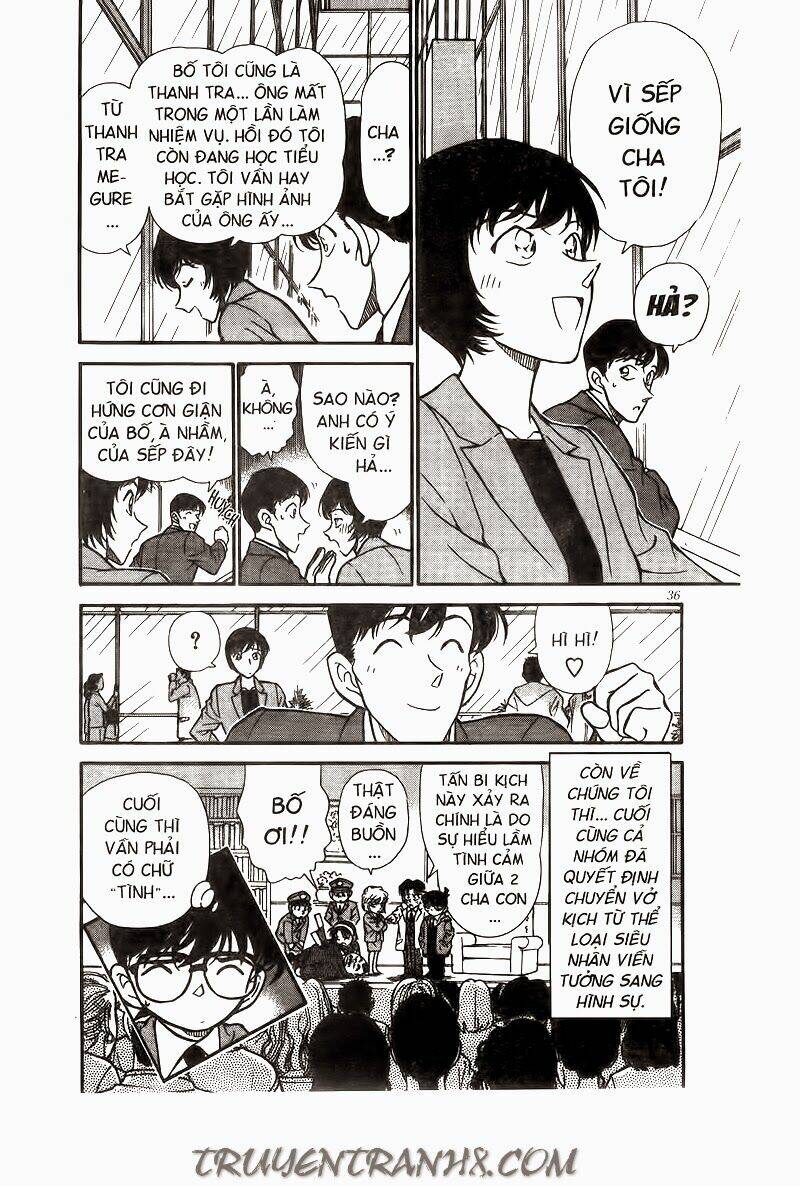 VÌ SẾP
GIỐNG
CHA
TÔI!
HẢ?
CHA
...?
BỐ TÔI CŨNG LÀ
THANH TRA... ÔNG MẤT
TRONG MỘT LẦN LÀM
NHIỆM VỤ. HỒI ĐÓ TÔI
CÒN ĐANG HỌC TIỂU
HỌC. TÔI VẪN HAY
BẮT GẶP HÌNH ẢNH
CỦA ÔNG ẤY...
TỪ
THANH
TRA
ME-
GURE
...
SAO NÀO?
ANH CÓ Ý
KIẾN GÌ
HẢ...
À,
KHÔNG
...
TÔI CŨNG ĐI
HỨNG CƠN GIẬN
CỦA BỐ, À NHẦM,
CỦA SẾP ĐÂY!
HUỴCH
36
HÌ HÌ!
♡
?
CÒN VỀ
CHÚNG TÔI
THÌ... CUỐI
CÙNG CẢ
NHÓM ĐÃ
QUYẾT ĐỊNH
CHUYỂN VỞ
KỊCH TỪ THỂ
LOẠI SIÊU
NHÂN VIỄN
TƯỞNG SANG
HÌNH SỰ.
TẤN BI KỊCH
NÀY XẢY RA
CHÍNH LÀ DO
SỰ HIỂU LẦM
TÌNH CẢM
GIỮA 2
CHA CON...
THẬT
ĐÁNG
BUỒN
...
BỐ
ƠI!!
CUỐI
CÙNG THÌ
VẪN PHẢI
CÓ CHỮ
"TÌNH"...
TRUYENTRANH8.COM